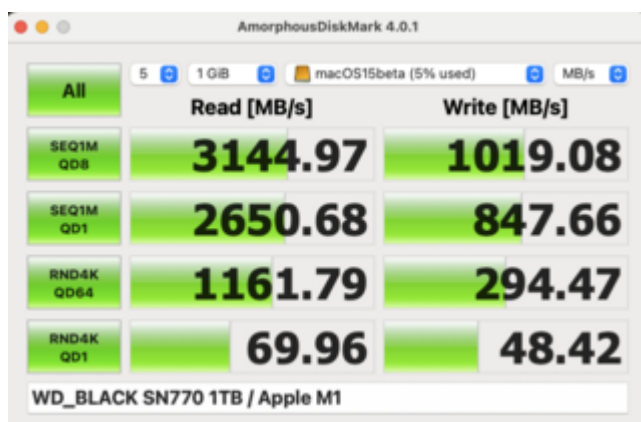 AmorphousDiskMark 4.0.1
All
5 1 GiB macOS15beta (5% used) MB/s
Read [MB/s] Write [MB/s]
SEQ1M QD8 3144.97 1019.08
SEQ1M QD1 2650.68 847.66
RND4K QD64 1161.79 294.47
RND4K QD1 69.96 48.42
WD_BLACK SN770 1TB / Apple M1